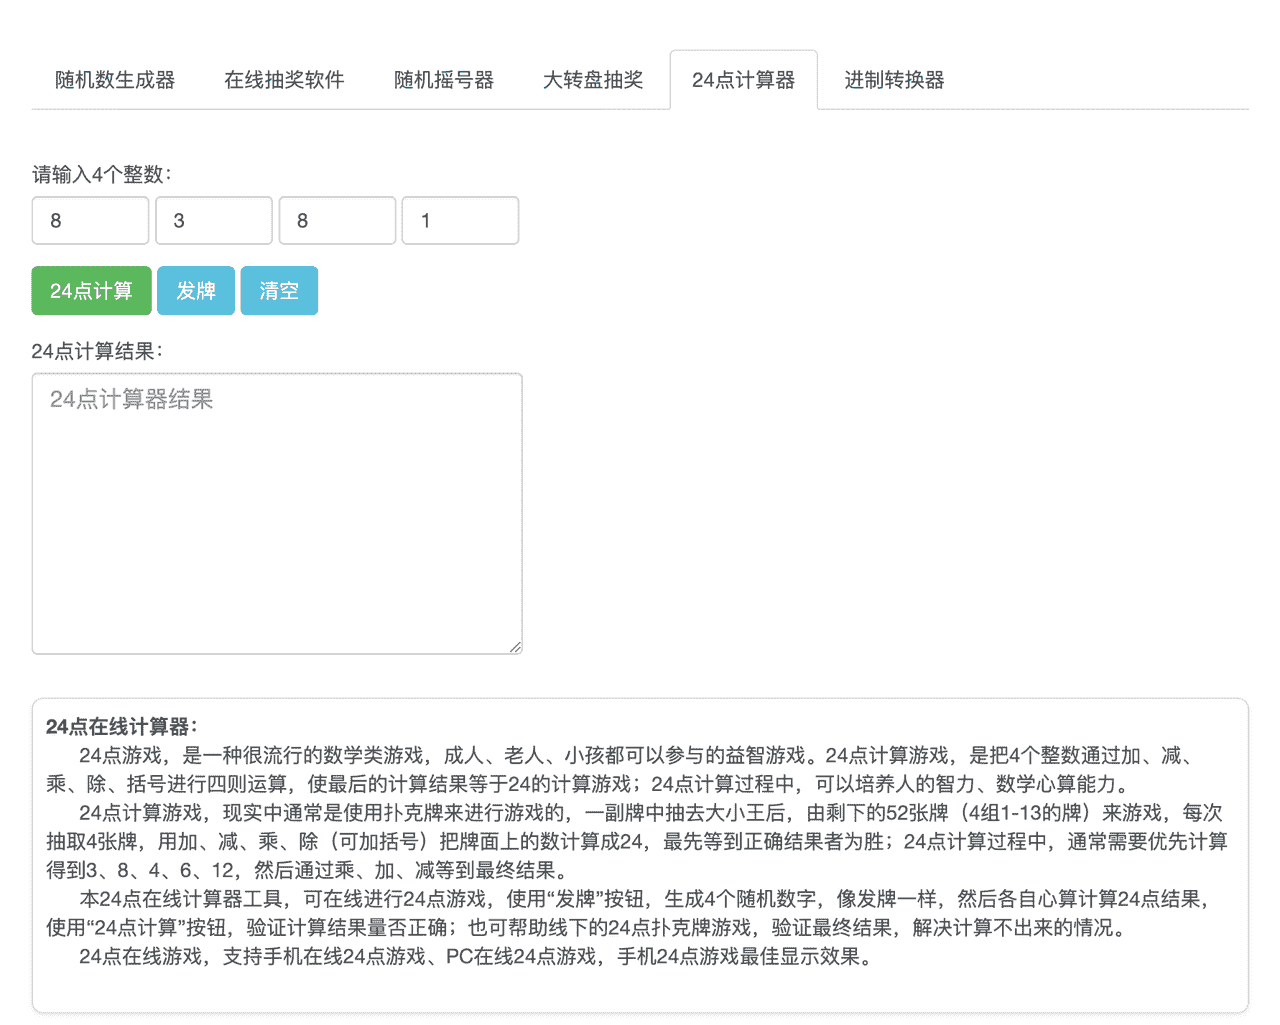 随机数生成器 在线抽奖软件 随机摇号器 大转盘抽奖 24点计算器 进制转换器
请输入4个整数：
8 3 8 1
24点计算 发牌 清空
24点计算结果：
24点计算器结果
24点在线计算器：
24点游戏，是一种很流行的数学类游戏，成人、老人、小孩都可以参与的益智游戏。24点计算游戏，是把4个整数通过加、减、
乘、除、括号进行四则运算，使最后的计算结果等于24的计算游戏；24点计算过程中，可以培养人的智力、数学心算能力。
24点计算游戏，现实中通常是使用扑克牌来进行游戏的，一副牌中抽去大小王后，由剩下的52张牌（4组1-13的牌）来游戏，每次
抽取4张牌，用加、减、乘、除（可加括号）把牌面上的数计算成24，最先等到正确结果者为胜；24点计算过程中，通常需要优先计算
得到3、8、4、6、12，然后通过乘、加、减等到最终结果。
本24点在线计算器工具，可在线进行24点游戏，使用“发牌”按钮，生成4个随机数字，像发牌一样，然后各自心算计算24点结果，
使用“24点计算”按钮，验证计算结果量否正确；也可帮助线下的24点扑克牌游戏，验证最终结果，解决计算不出来的情况。
24点在线游戏，支持手机在线24点游戏、PC在线24点游戏，手机24点游戏最佳显示效果。